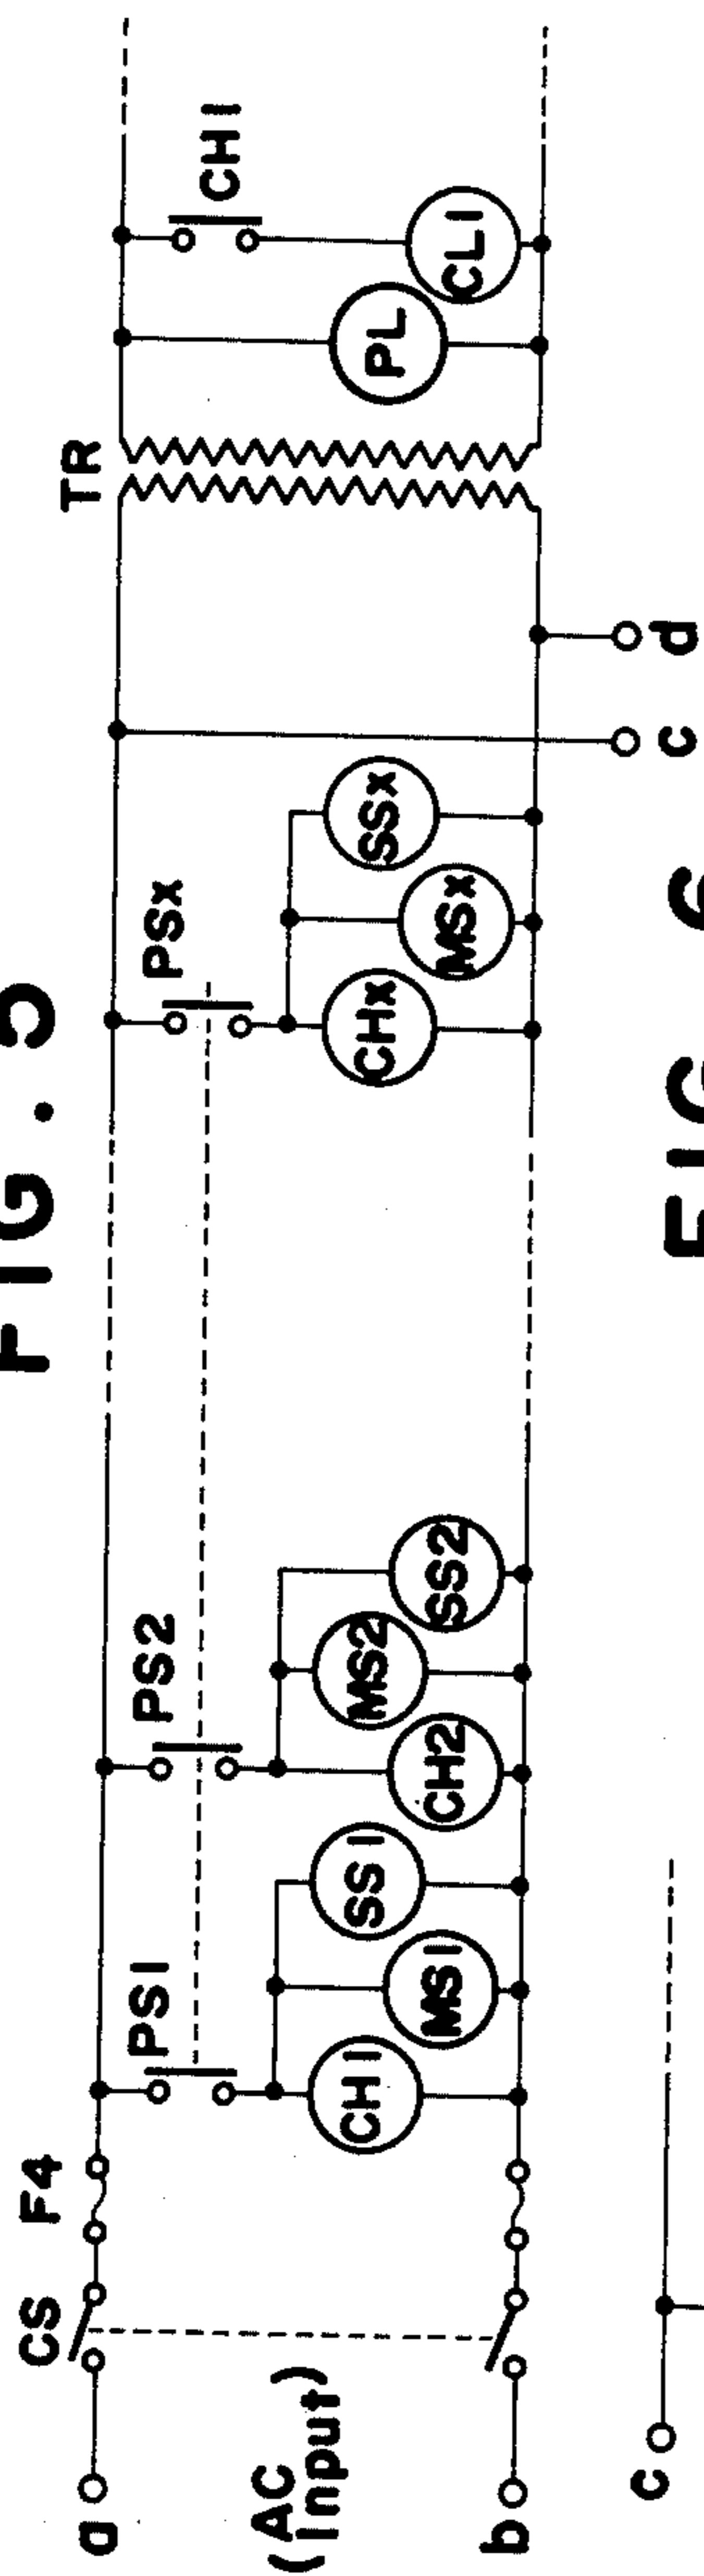 FIG. 5
a
(AC
Input)
b
CS
F4
PS1
CH1
MS1
SS1
PS2
CH2
MS2
SS2
PSx
CHx
MSx
SSx
c
d
TR
PL
CL1
CH1
FIG. 6
c